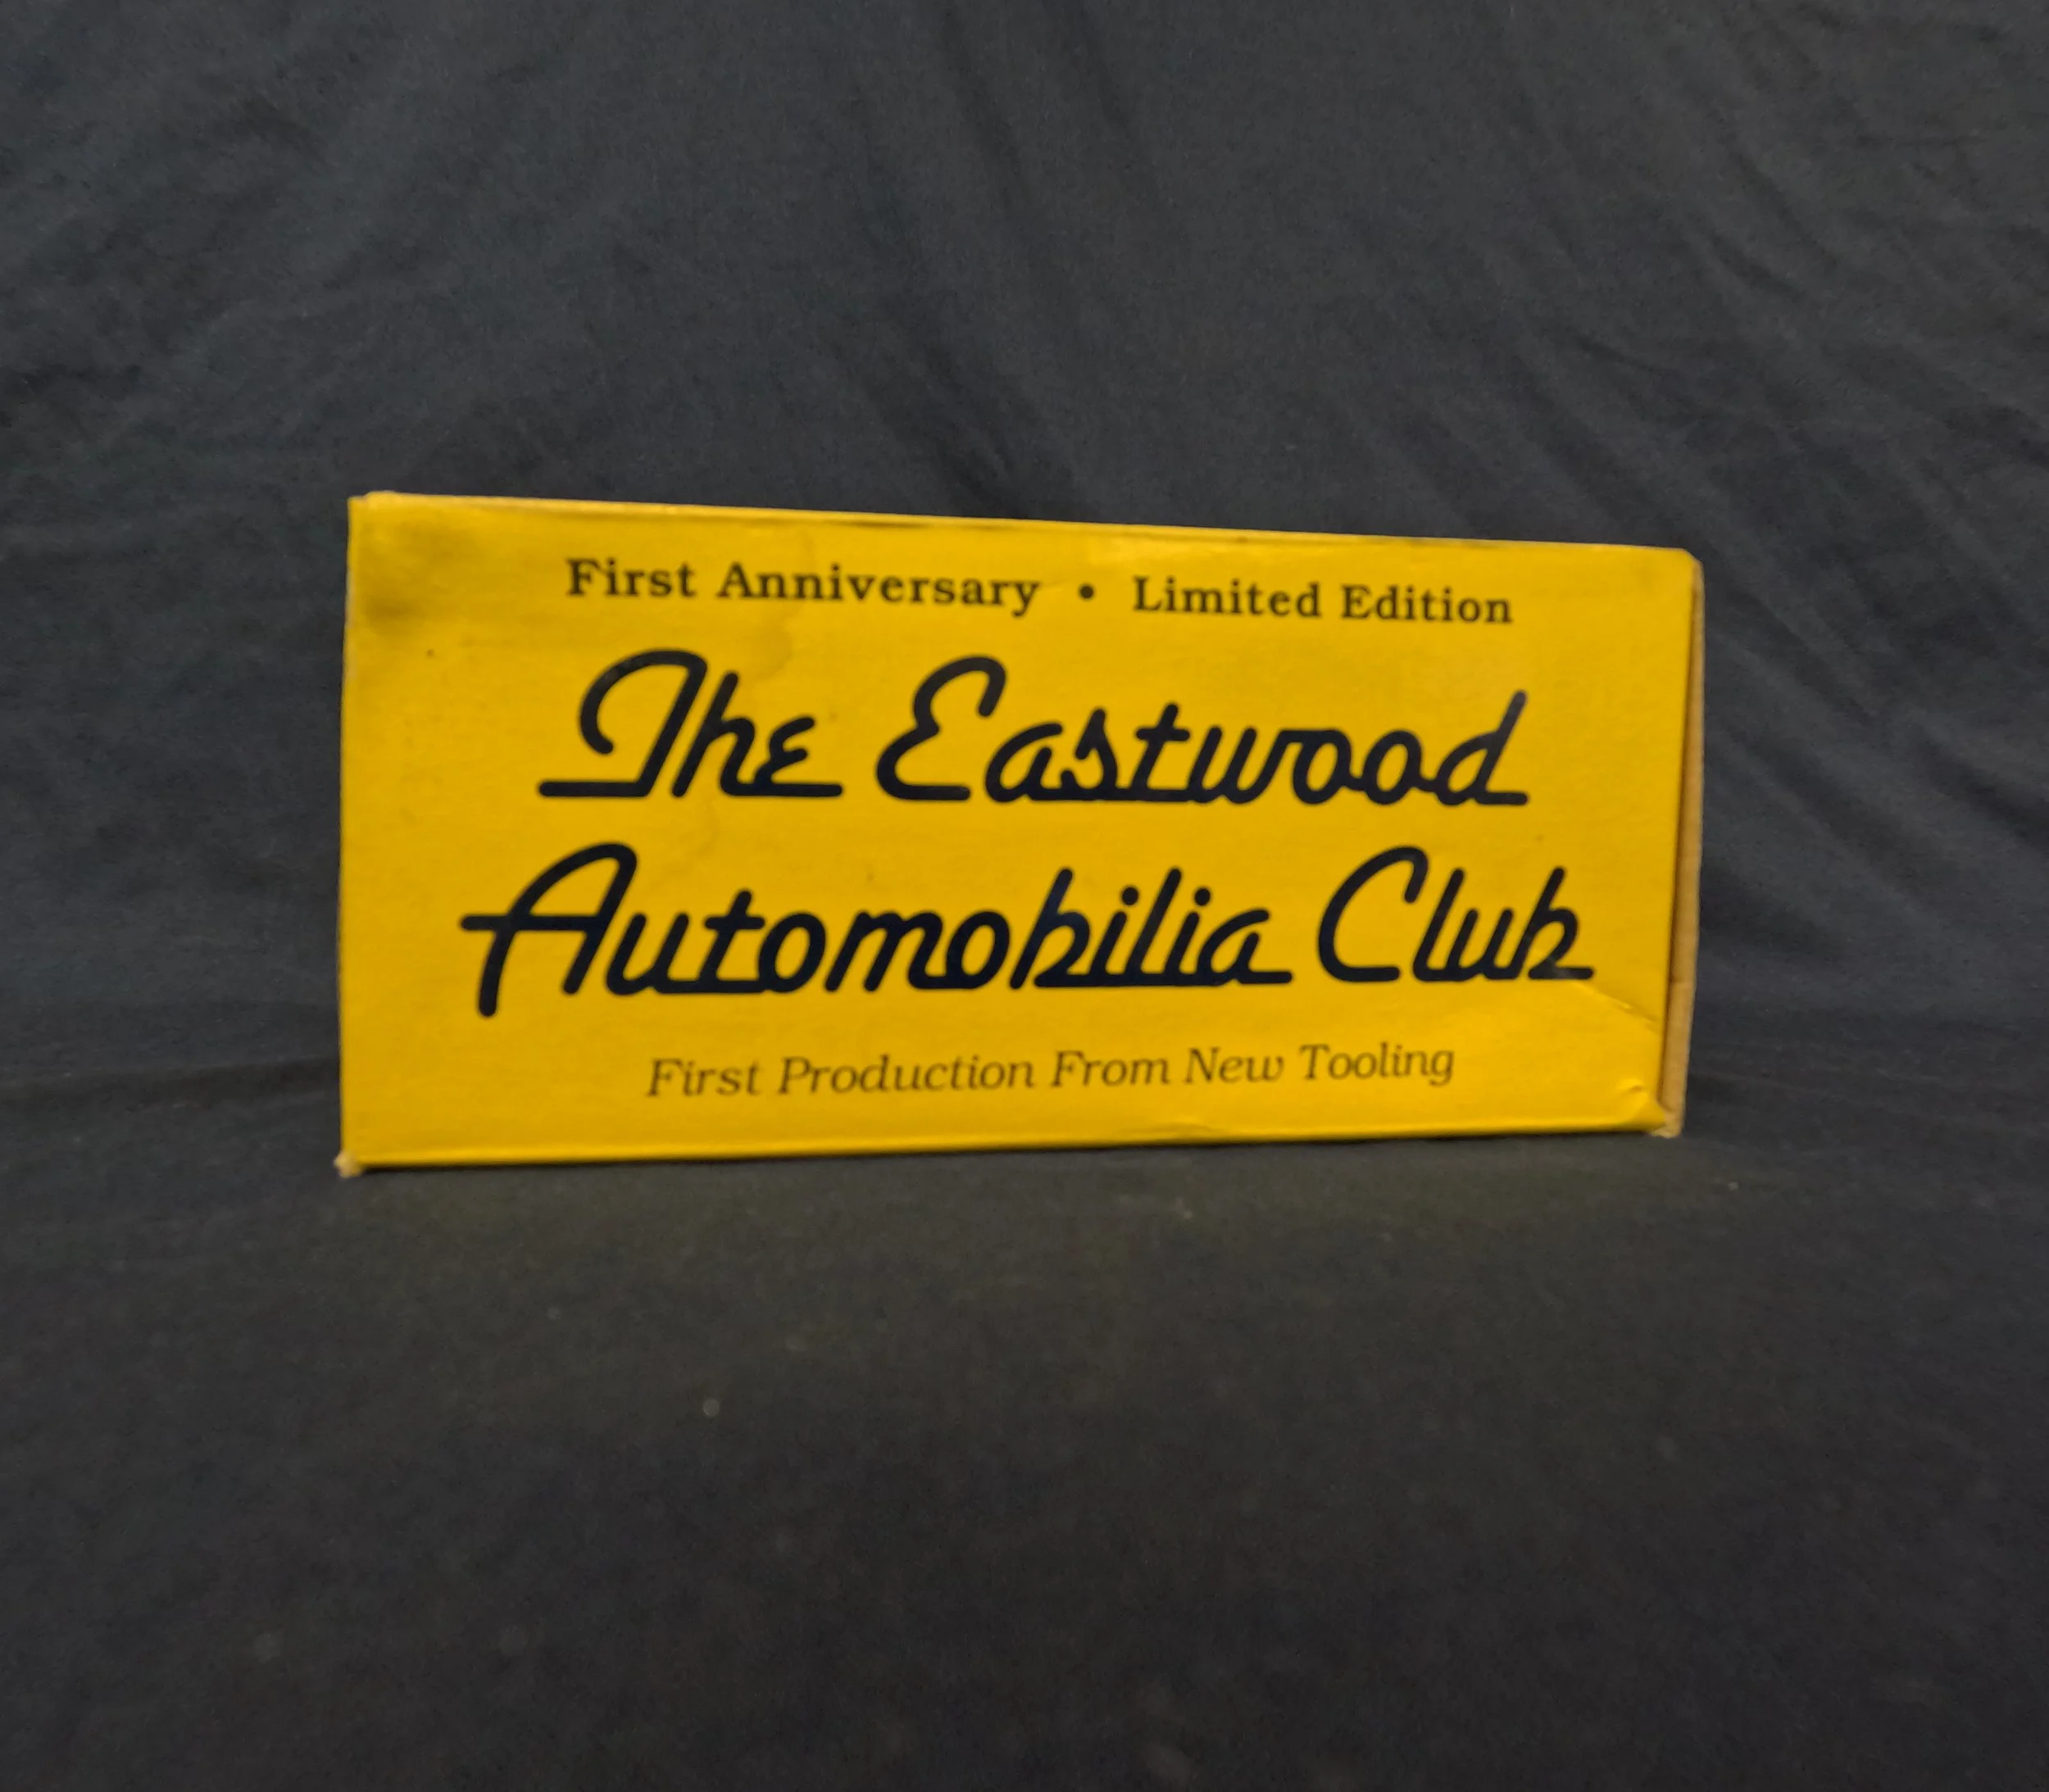 First Anniversary • Limited Edition
The Eastwood
Automobilia Club
First Production From New Tooling